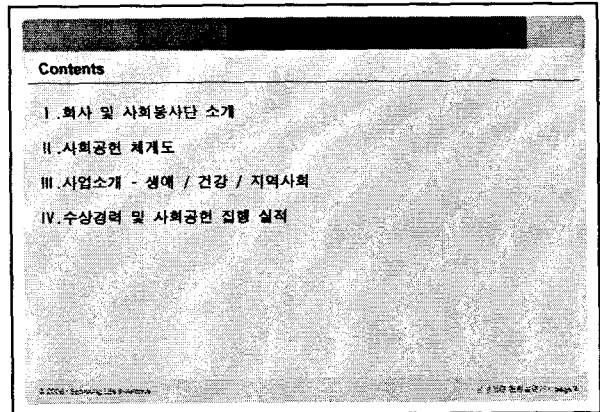 Contents
I .회사 및 사회봉사단 소개
II .사회공헌 체계도
III .사업소개 - 생애 / 건강 / 지역사회
IV.수상경력 및 사회공헌 집행 실적